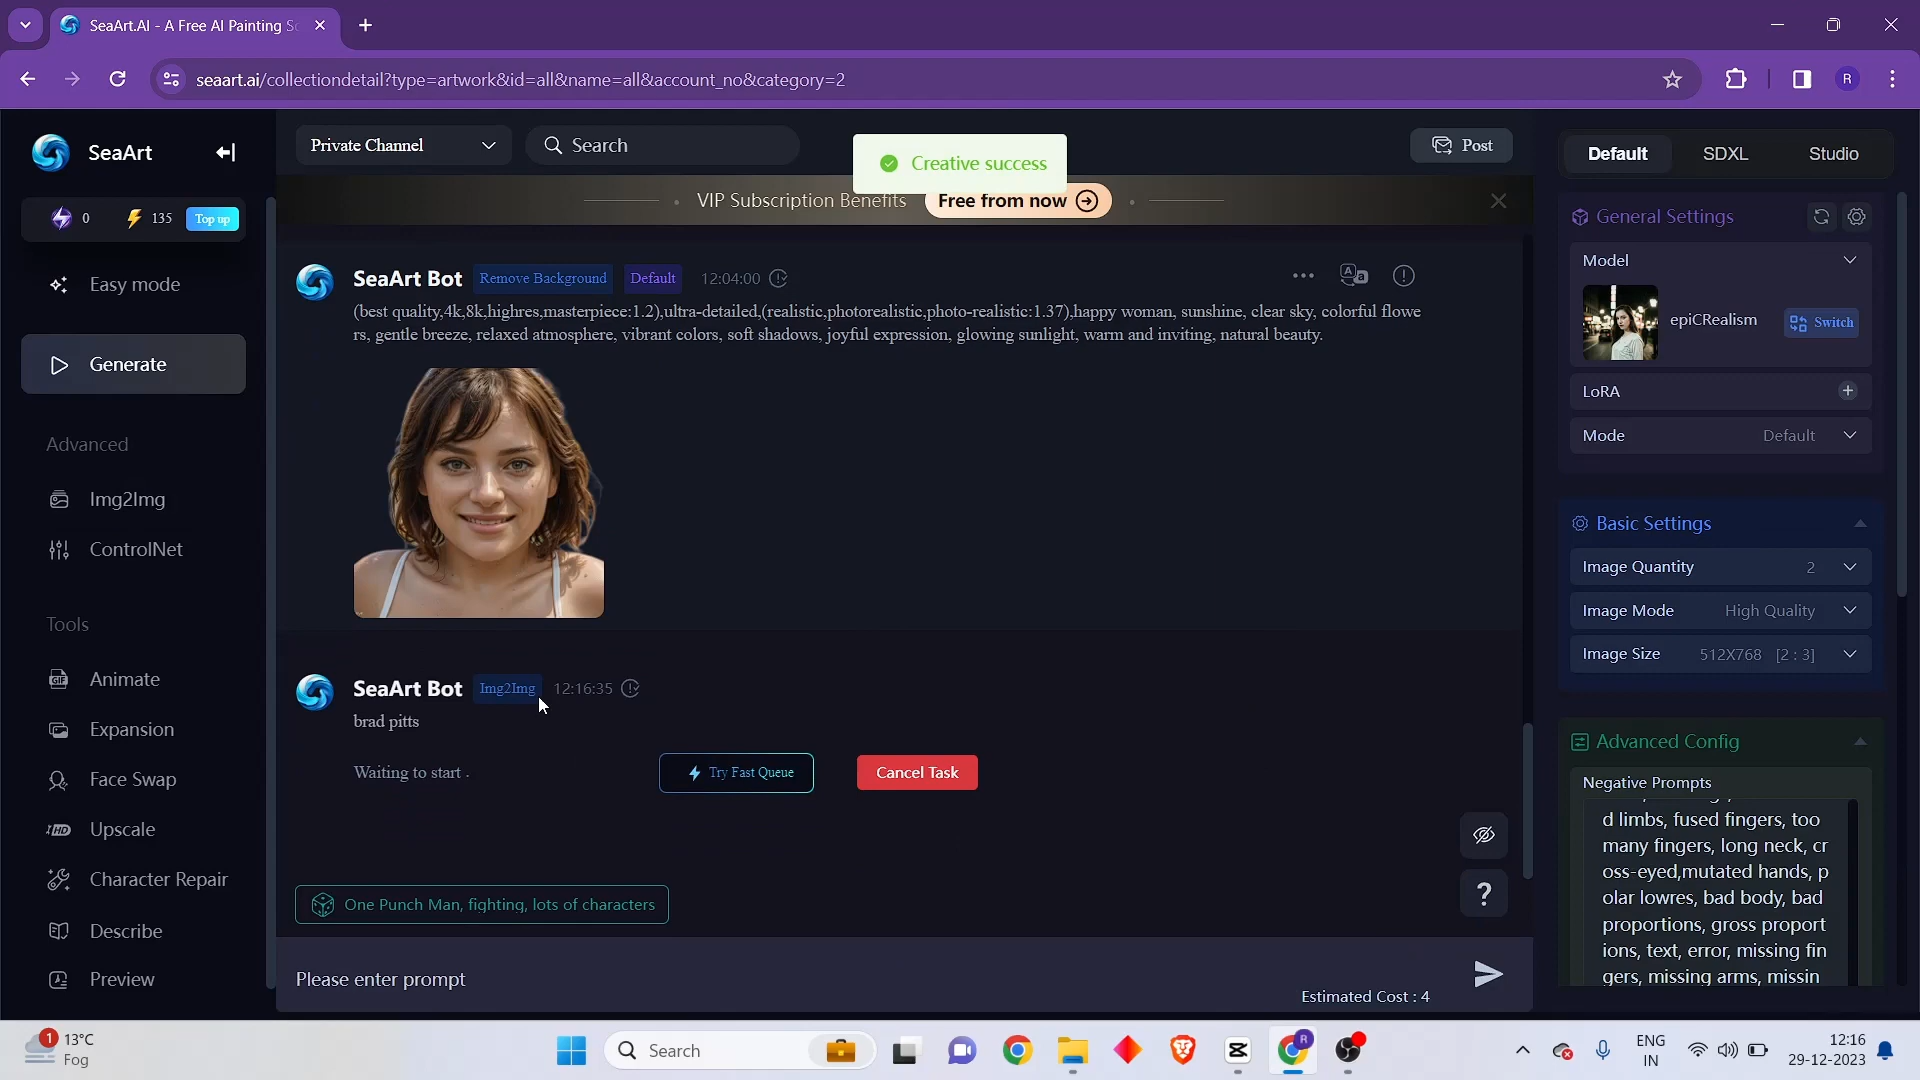 SeaArt.AI - A Free AI Painting
seaart.ai/collectiondetail?type=artwork&id=all&name=all&account_no&category=2
R
SeaArt
0 135 Top up
Easy mode
Generate
Advanced
Img2Img
ControlNet
Tools
Animate
Expansion
Face Swap
Upscale
Character Repair
Describe
Preview
Private Channel
Search
Creative success
Post
VIP Subscription Benefits
Free from now
SeaArt Bot Remove Background Default 12:04:00
(best quality,4k,8k,highres,masterpiece:1.2),ultra-detailed,(realistic,photorealistic,photo-realistic:1.37),happy woman, sunshine, clear sky, colorful flowe
rs, gentle breeze, relaxed atmosphere, vibrant colors, soft shadows, joyful expression, glowing sunlight, warm and inviting, natural beauty.
SeaArt Bot Img2Img 12:16:35
brad pitts
Waiting to start .
Try Fast Queue
Cancel Task
One Punch Man, fighting, lots of characters
?
Please enter prompt
Estimated Cost : 4
Default SDXL Studio
General Settings
Model
epiCRealism
Switch
LoRA
Mode Default
Basic Settings
Image Quantity 2
Image Mode High Quality
Image Size 512X768 [2 : 3]
Advanced Config
Negative Prompts
d limbs, fused fingers, too
many fingers, long neck, cr
oss-eyed,mutated hands, p
olar lowres, bad body, bad
proportions, gross proport
ions, text, error, missing fin
gers, missing arms, missin
1
13°C
Fog
Search
R
ENG
IN
12:16
29-12-2023